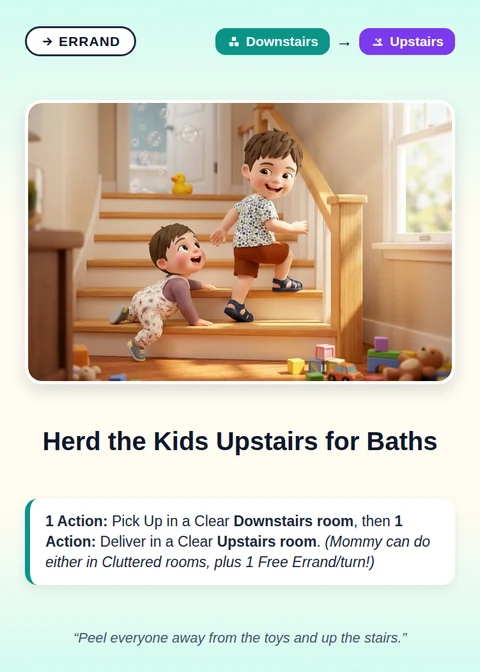 → ERRAND
Downstairs → Upstairs
Herd the Kids Upstairs for Baths
1 Action: Pick Up in a Clear Downstairs room, then 1
Action: Deliver in a Clear Upstairs room. (Mommy can do
either in Cluttered rooms, plus 1 Free Errand/turn!)
“Peel everyone away from the toys and up the stairs.”